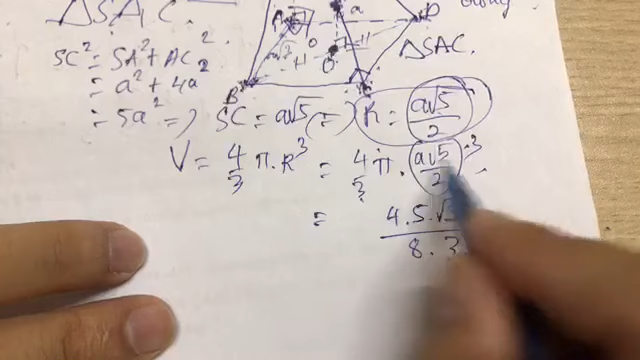 ΔSAC
A a D
O
ΔSAC.
B C
SC² = SA² + AC²
= a² + 4a²
= 5a² => SC = a√5 => R = a√5/2
V = 4/3 π.R³ = 4/3 π. (a√5/2)³
= 4.5.√5/8.3